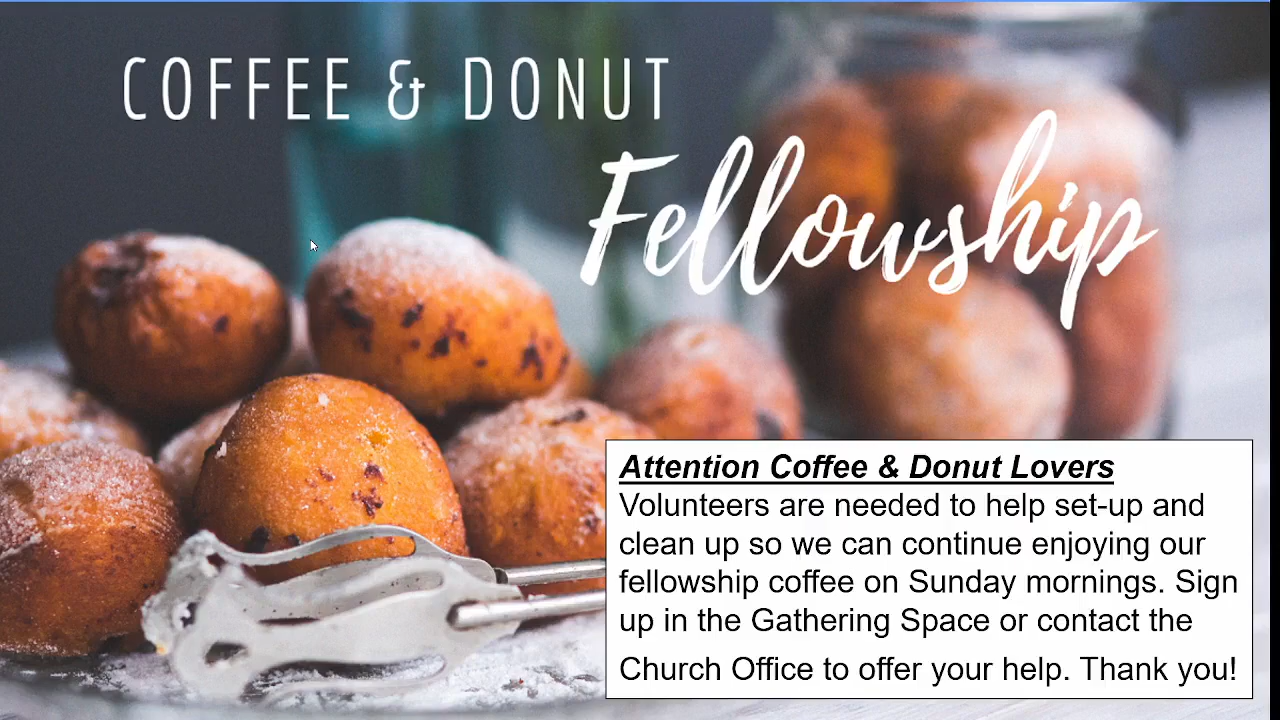 COFFEE & DONUT
Fellowship
Attention Coffee & Donut Lovers
Volunteers are needed to help set-up and
clean up so we can continue enjoying our
fellowship coffee on Sunday mornings. Sign
up in the Gathering Space or contact the
Church Office to offer your help. Thank you!